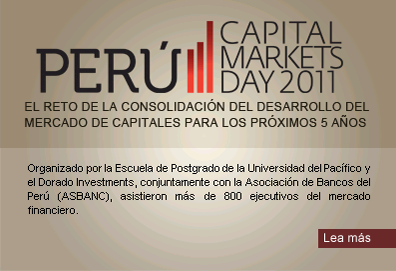 PERÚ CAPITAL
MARKETS
DAY 2011
EL RETO DE LA CONSOLIDACIÓN DEL DESARROLLO DEL
MERCADO DE CAPITALES PARA LOS PRÓXIMOS 5 AÑOS
Organizado por la Escuela de Postgrado de la Universidad del Pacífico y
el Dorado Investments, conjuntamente con la Asociación de Bancos del
Perú (ASBANC), asistieron más de 800 ejecutivos del mercado
financiero.
Lea más